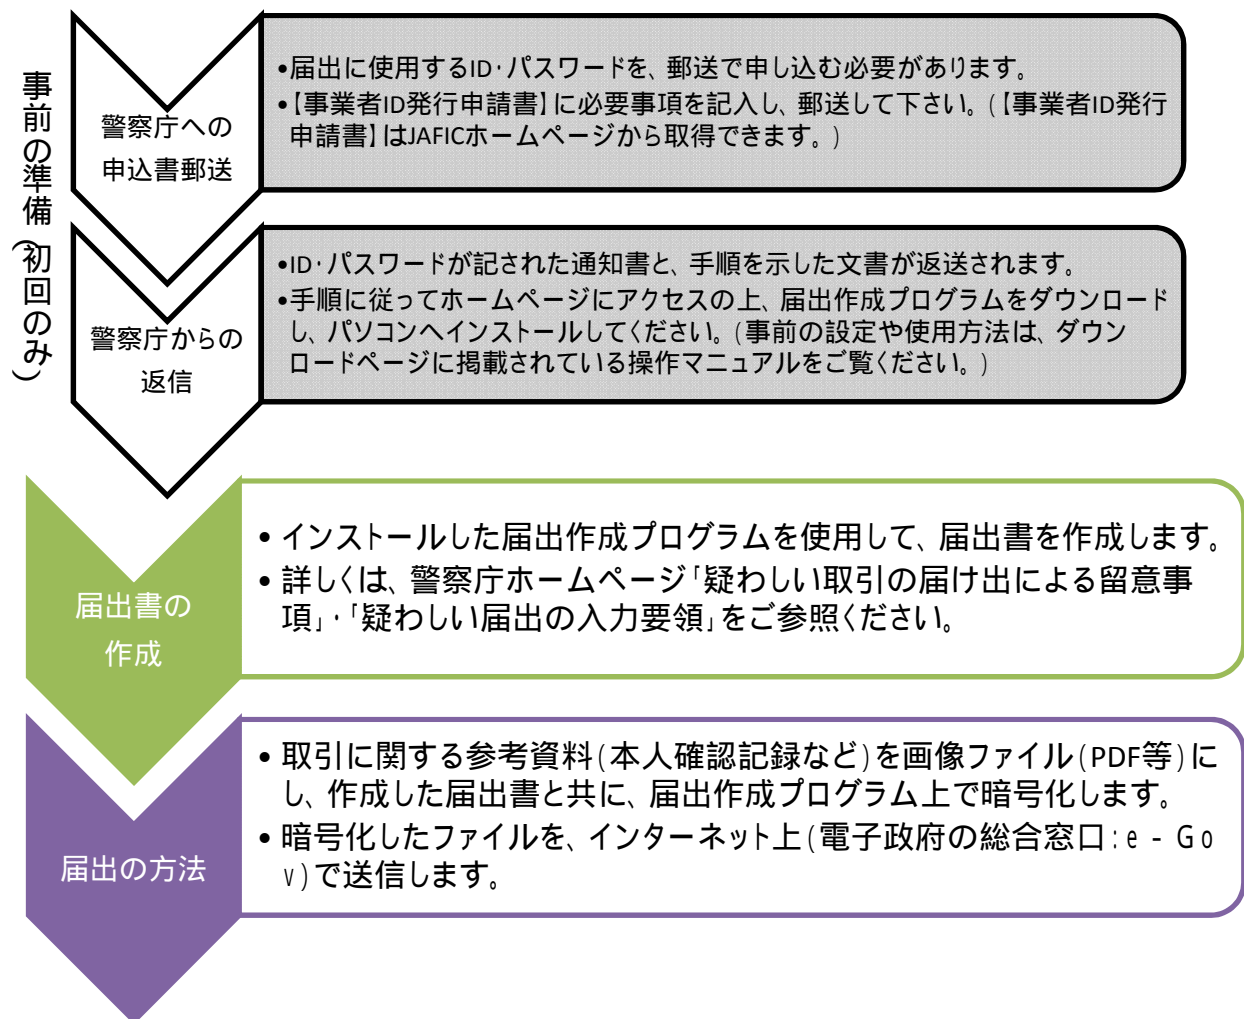 事前の準備(初回のみ)
警察庁への
申込書郵送
•届出に使用するID・パスワードを、郵送で申し込む必要があります。
•【事業者ID発行申請書】に必要事項を記入し、郵送して下さい。(【事業者ID発行
申請書】はJAFICホームページから取得できます。)
警察庁からの
返信
•ID・パスワードが記された通知書と、手順を示した文書が返送されます。
•手順に従ってホームページにアクセスの上、届出作成プログラムをダウンロード
し、パソコンへインストールしてください。(事前の設定や使用方法は、ダウン
ロードページに掲載されている操作マニュアルをご覧ください。)
届出書の
作成
• インストールした届出作成プログラムを使用して、届出書を作成します。
• 詳しくは、警察庁ホームページ「疑わしい取引の届け出による留意事
項」・「疑わしい届出の入力要領」をご参照ください。
届出の方法
• 取引に関する参考資料(本人確認記録など)を画像ファイル(PDF等)に
し、作成した届出書と共に、届出作成プログラム上で暗号化します。
• 暗号化したファイルを、インターネット上(電子政府の総合窓口:e-Go
v)で送信します。